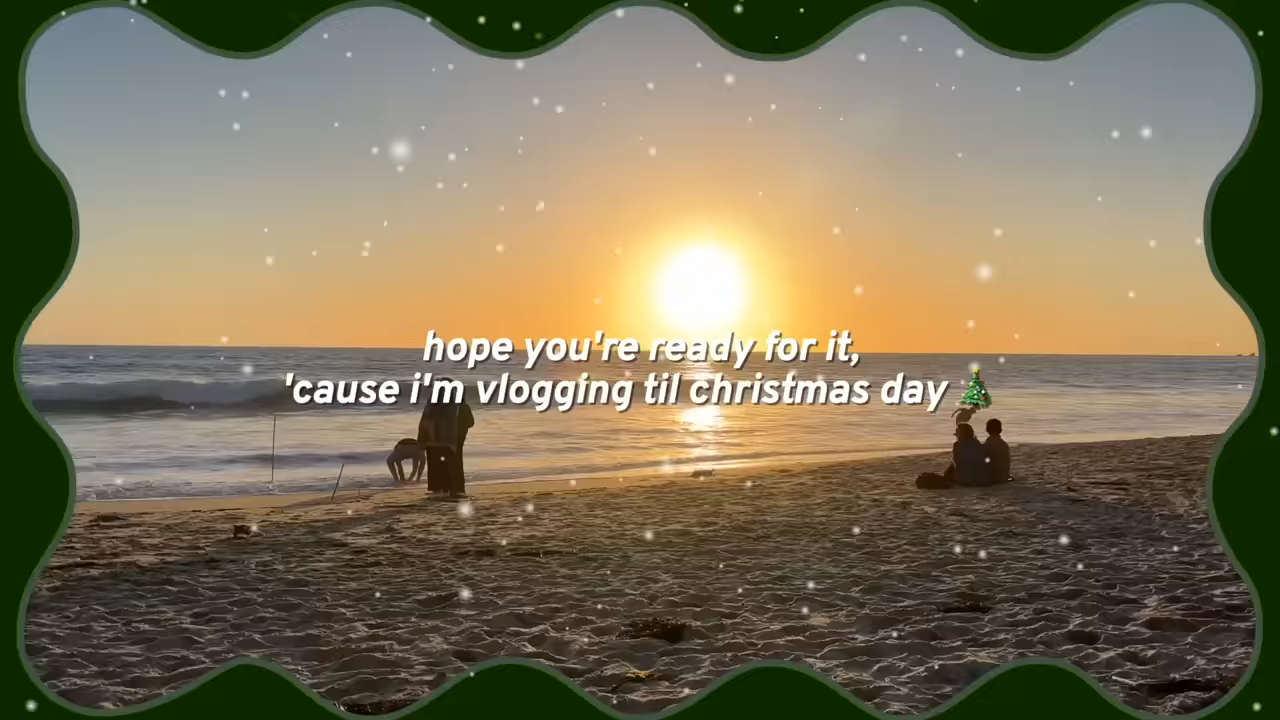 hope you're ready for it,
'cause i'm vlogging til christmas day 🎄